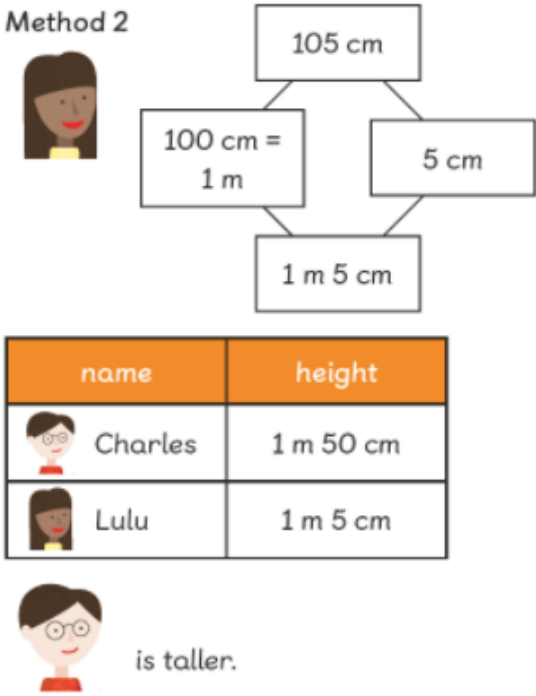 Method 2
105 cm
100 cm =
1 m
5 cm
1 m 5 cm
name height
Charles 1 m 50 cm
Lulu 1 m 5 cm
is taller.